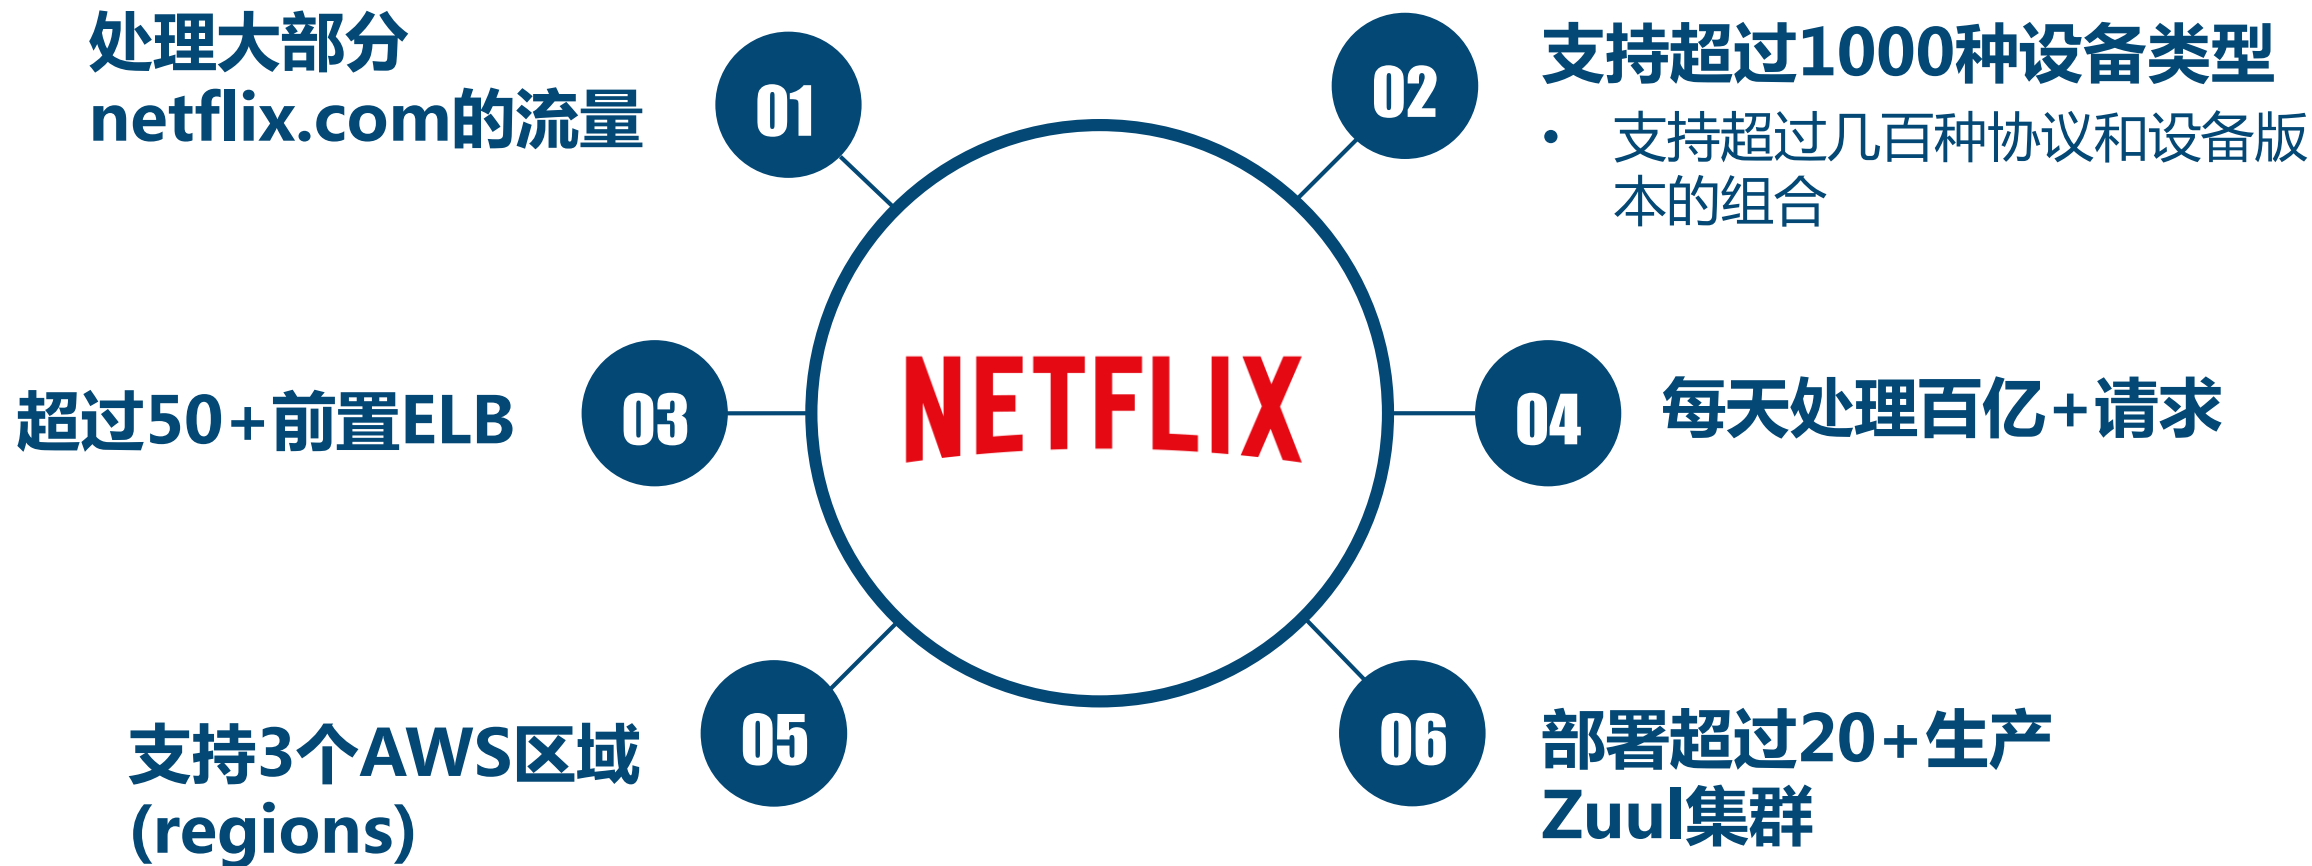 处理大部分
netflix.com的流量
01
02
支持超过1000种设备类型
• 支持超过几百种协议和设备版
本的组合
超过50+前置ELB
03
NETFLIX
04
每天处理百亿+请求
支持3个AWS区域
(regions)
05
06
部署超过20+生产
Zuul集群